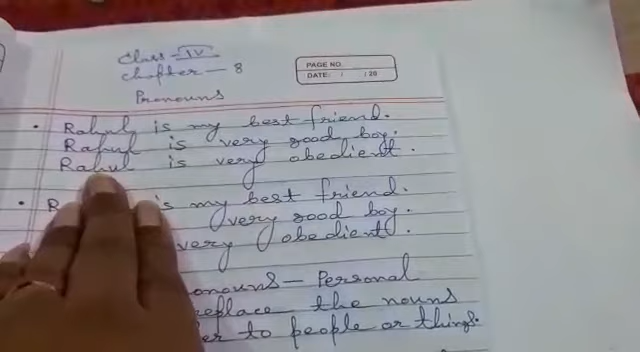 Class - IV
chapter - 8
PAGE NO.
DATE: / / 20
Pronouns
• Rahul is my best friend.
Rahul is very good boy.
Rahul is very obedient.
• R is my best friend.
very good boy.
very obedient.
onouns - Personal
replace the nouns
er to people or things.